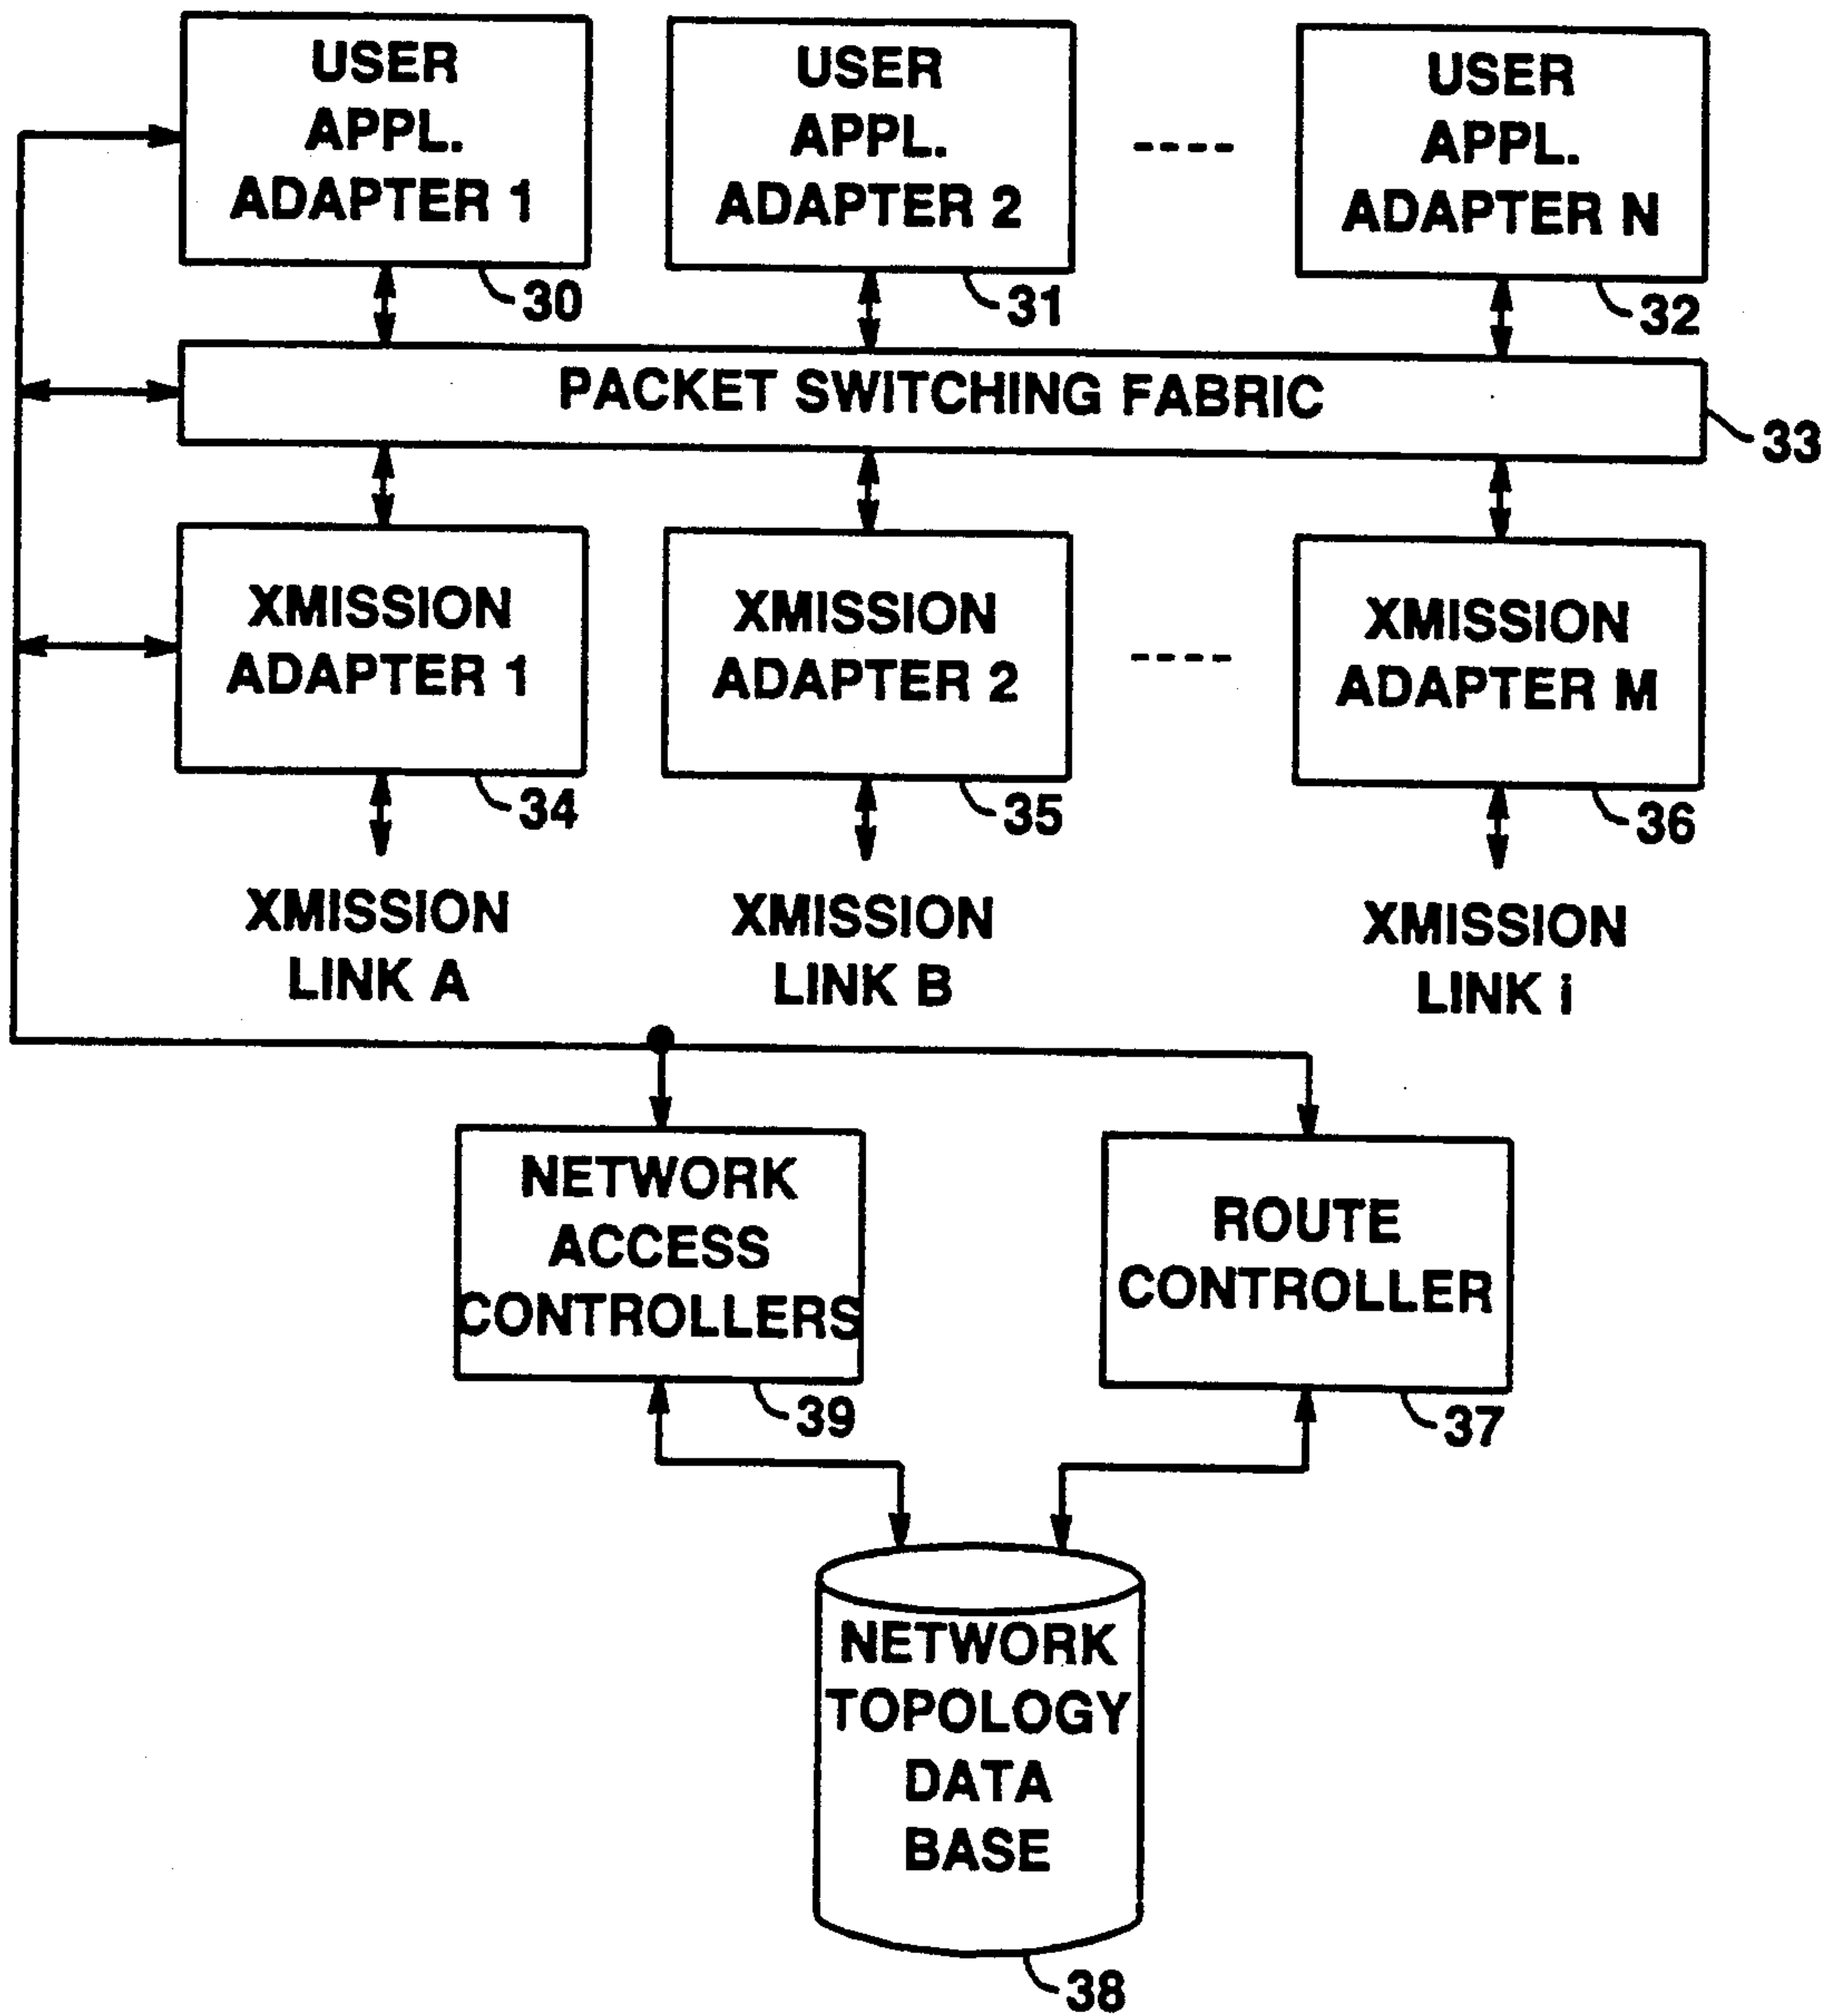 USER
APPL.
ADAPTER 1
30
USER
APPL.
ADAPTER 2
31
----
USER
APPL.
ADAPTER N
32
PACKET SWITCHING FABRIC
33
XMISSION
ADAPTER 1
34
XMISSION
ADAPTER 2
35
----
XMISSION
ADAPTER M
36
XMISSION
LINK A
XMISSION
LINK B
XMISSION
LINK i
NETWORK
ACCESS
CONTROLLERS
39
ROUTE
CONTROLLER
37
NETWORK
TOPOLOGY
DATA
BASE
38